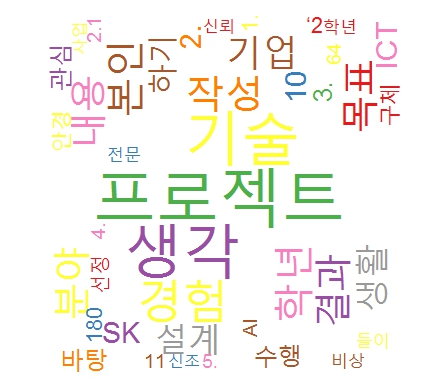 신뢰 1. '2학년
관심 사업 2.1 본인 하기 2. 기업 64 ICT
내용 작성 10 3. 목표 구체
안경 기술
전문
프로젝트
4. 생각 학년 결과 생활
분야 선정 경험
180 SK 설계 AI 둘이
바탕 11 신조 5. 수행 비상